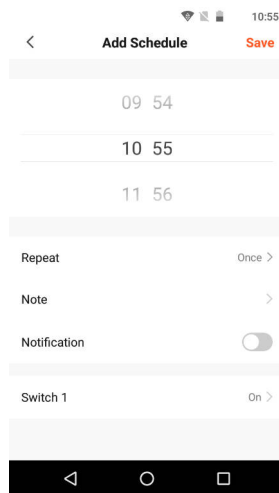 10:55
Add Schedule Save
09 54
10 55
11 56
Repeat Once
Note
Notification
Switch 1 On